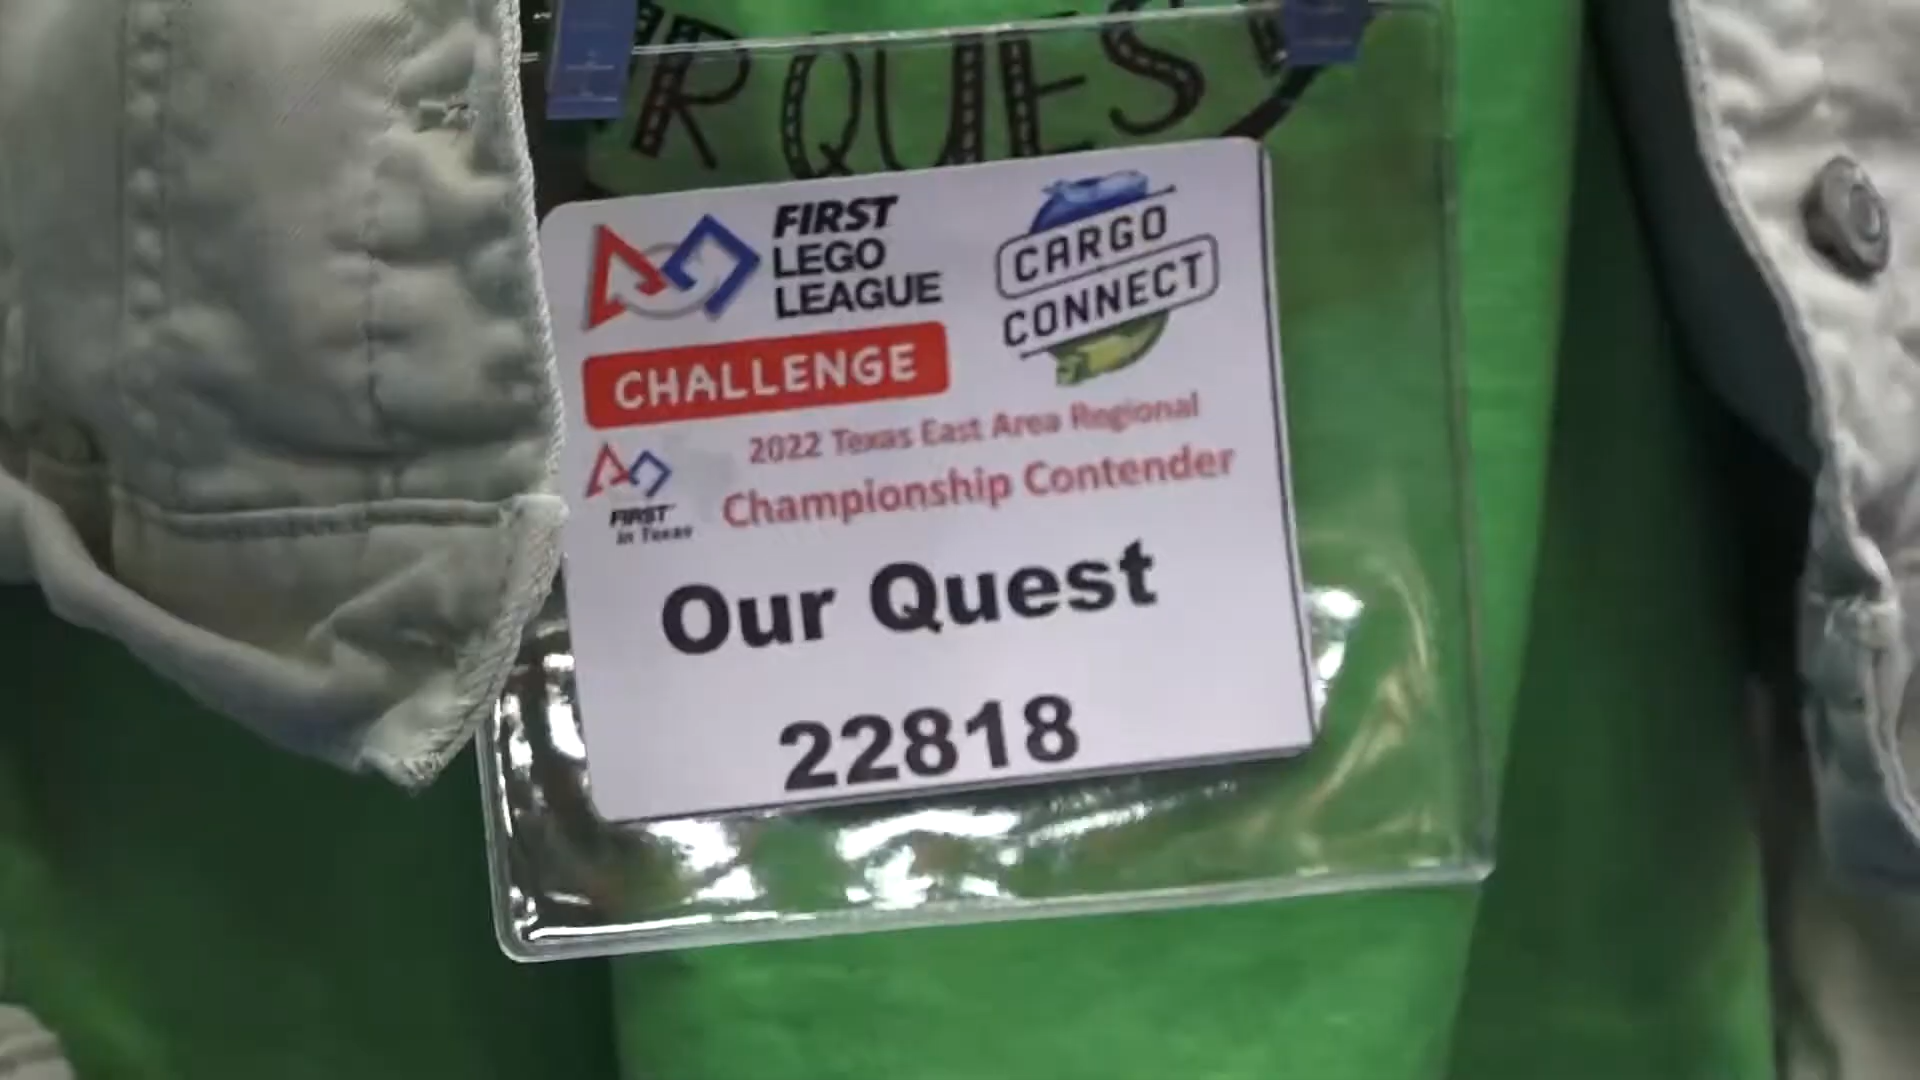 R QUEST
FIRST
LEGO
LEAGUE
CHALLENGE
CARGO
CONNECT
2022 Texas East Area Regional
Championship Contender
FIRST
in Texas
Our Quest
22818